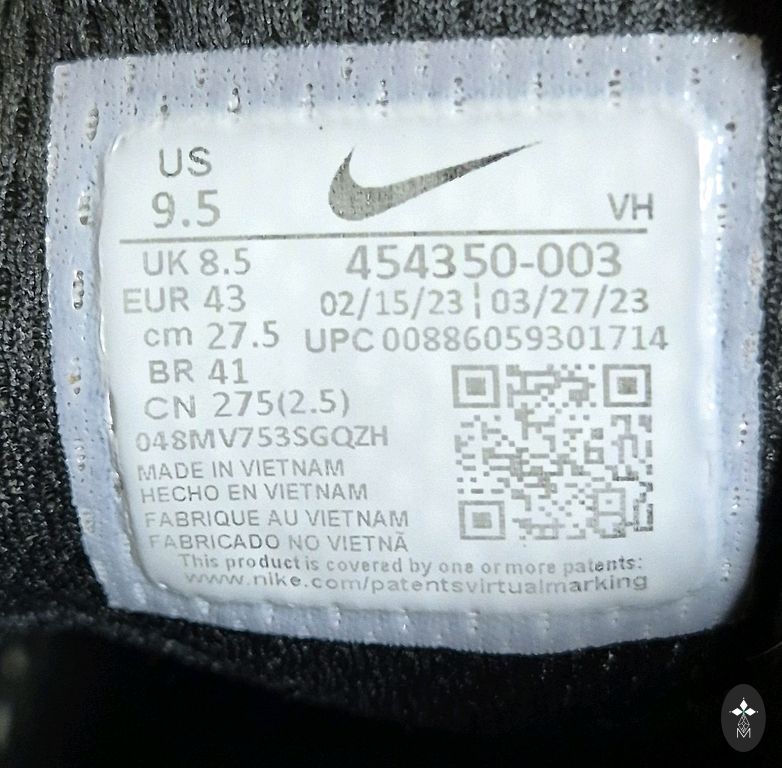 US
9.5
VH
UK 8.5
454350-003
EUR 43
02/15/23 ¦ 03/27/23
cm 27.5
UPC 00886059301714
BR 41
CN 275(2.5)
048MV753SGQZH
MADE IN VIETNAM
HECHO EN VIETNAM
FABRIQUE AU VIETNAM
FABRICADO NO VIETNÃ
This product is covered by one or more patents:
www.nike.com/patentsvirtualmarking